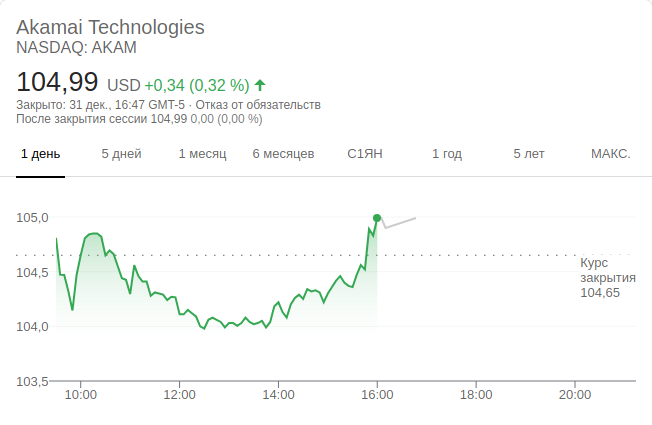 Akamai Technologies
NASDAQ: AKAM
104,99 USD +0,34 (0,32 %)
Закрыто: 31 дек., 16:47 GMT-5 · Отказ от обязательств
После закрытия сессии 104,99 0,00 (0,00 %)
1 день 5 дней 1 месяц 6 месяцев С1ЯН 1 год 5 лет МАКС.
105,0
104,5
104,0
103,5
Курс
закрытия
104,65
10:00 12:00 14:00 16:00 18:00 20:00